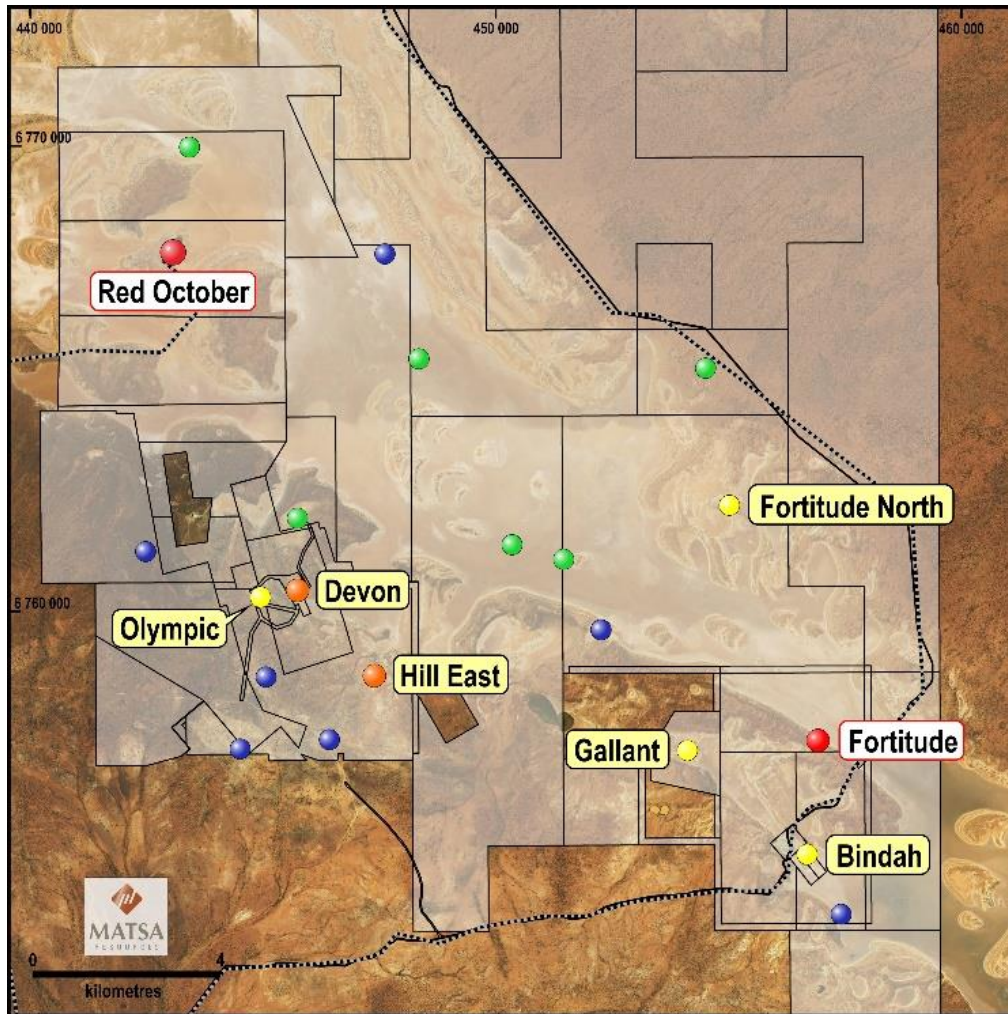 440 000
450 000
460 000
6 770 000
Red October
Fortitude North
Devon
6 760 000
Olympic
Hill East
Gallant
Fortitude
Bindah
MATSA
RESOURCES
0 4
kilometres